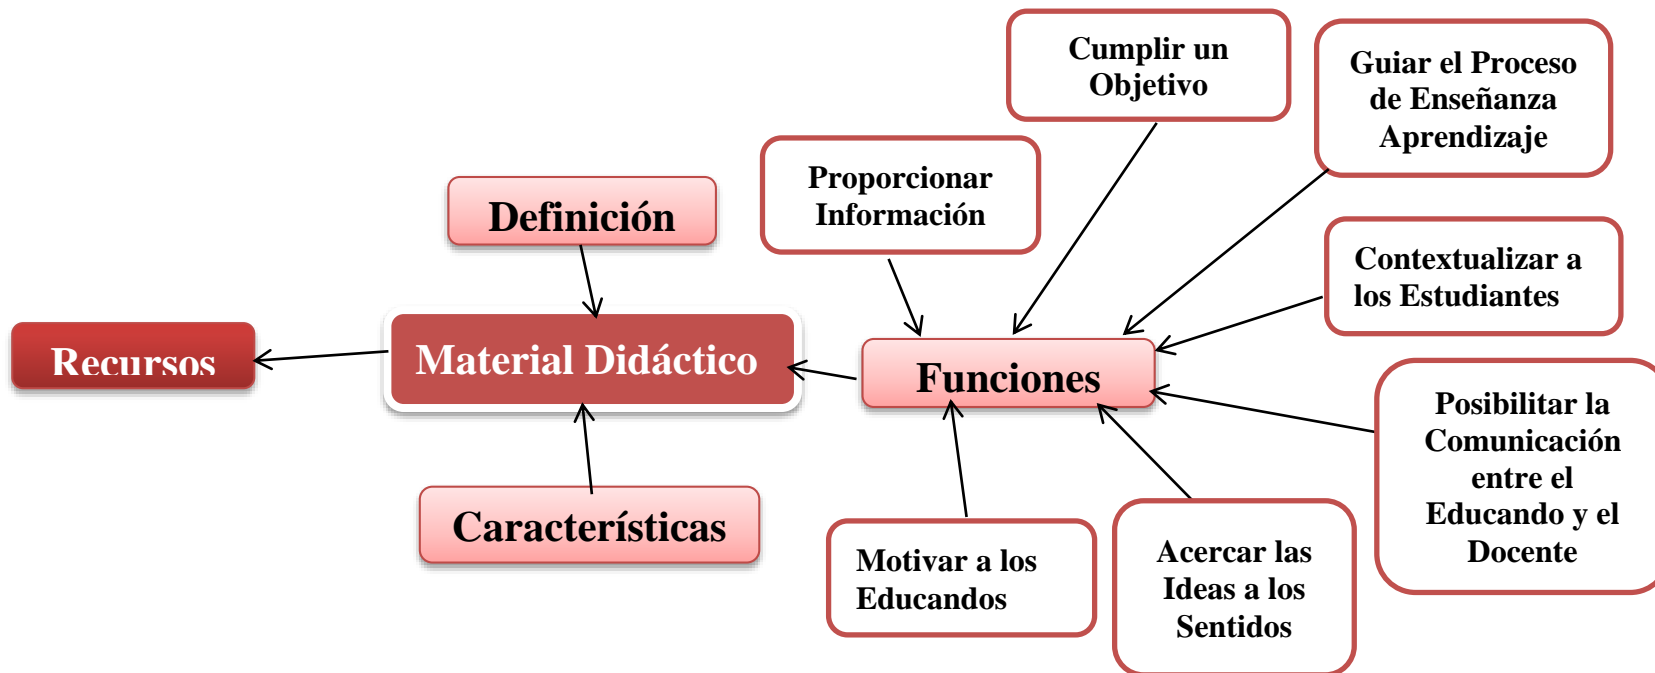 Cumplir un
Objetivo
Guiar el Proceso
de Enseñanza
Aprendizaje
Proporcionar
Información
Definición
Contextualizar a
los Estudiantes
Recursos
Material Didáctico
Funciones
Posibilitar la
Comunicación
entre el
Educando y el
Docente
Características
Motivar a los
Educandos
Acercar las
Ideas a los
Sentidos